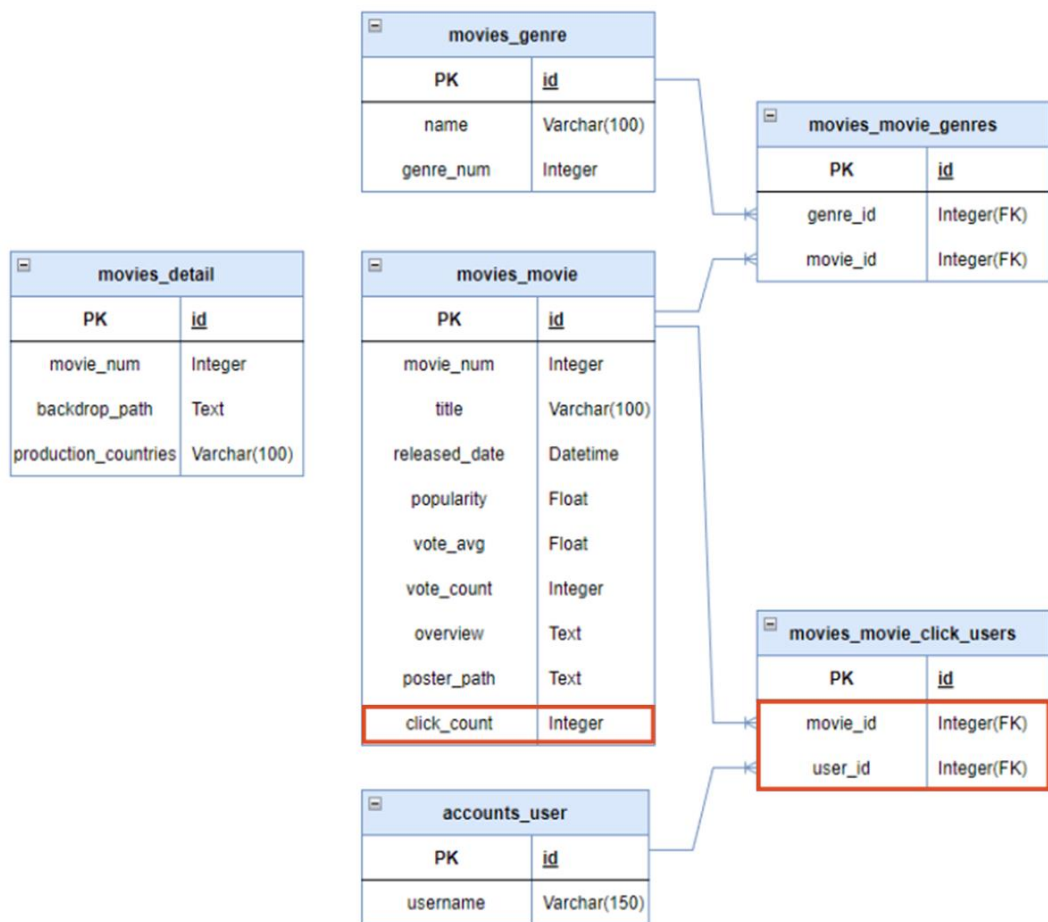 movies_genre
PK id
name Varchar(100)
genre_num Integer
movies_movie_genres
PK id
genre_id Integer(FK)
movie_id Integer(FK)
movies_detail
PK id
movie_num Integer
backdrop_path Text
production_countries Varchar(100)
movies_movie
PK id
movie_num Integer
title Varchar(100)
released_date Datetime
popularity Float
vote_avg Float
vote_count Integer
overview Text
poster_path Text
click_count Integer
movies_movie_click_users
PK id
movie_id Integer(FK)
user_id Integer(FK)
accounts_user
PK id
username Varchar(150)